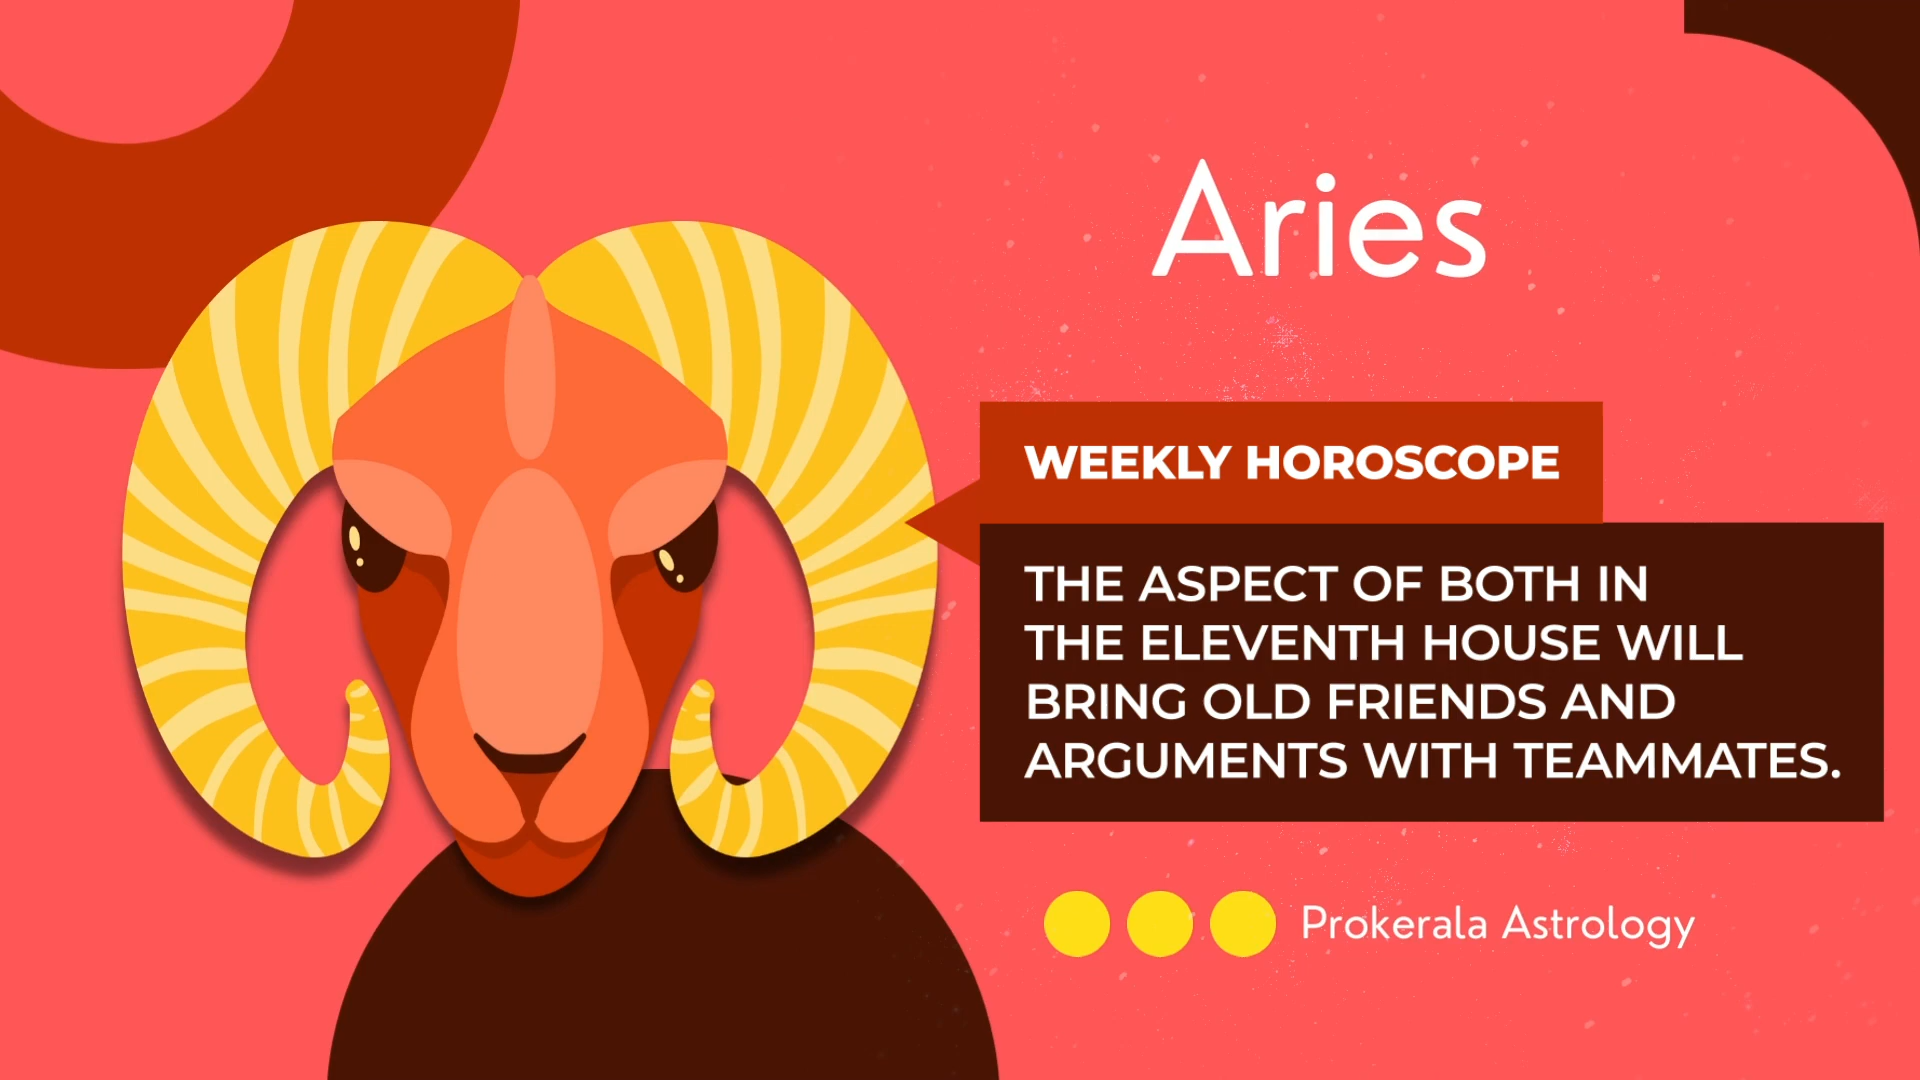 Aries
WEEKLY HOROSCOPE
THE ASPECT OF BOTH IN
THE ELEVENTH HOUSE WILL
BRING OLD FRIENDS AND
ARGUMENTS WITH TEAMMATES.
Prokerala Astrology